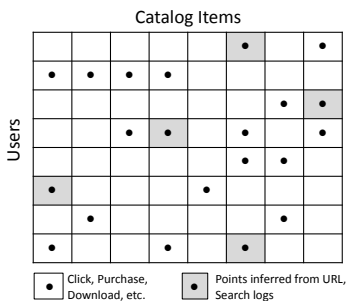 Catalog Items
Users
Click, Purchase,
Download, etc.
Points inferred from URL,
Search logs